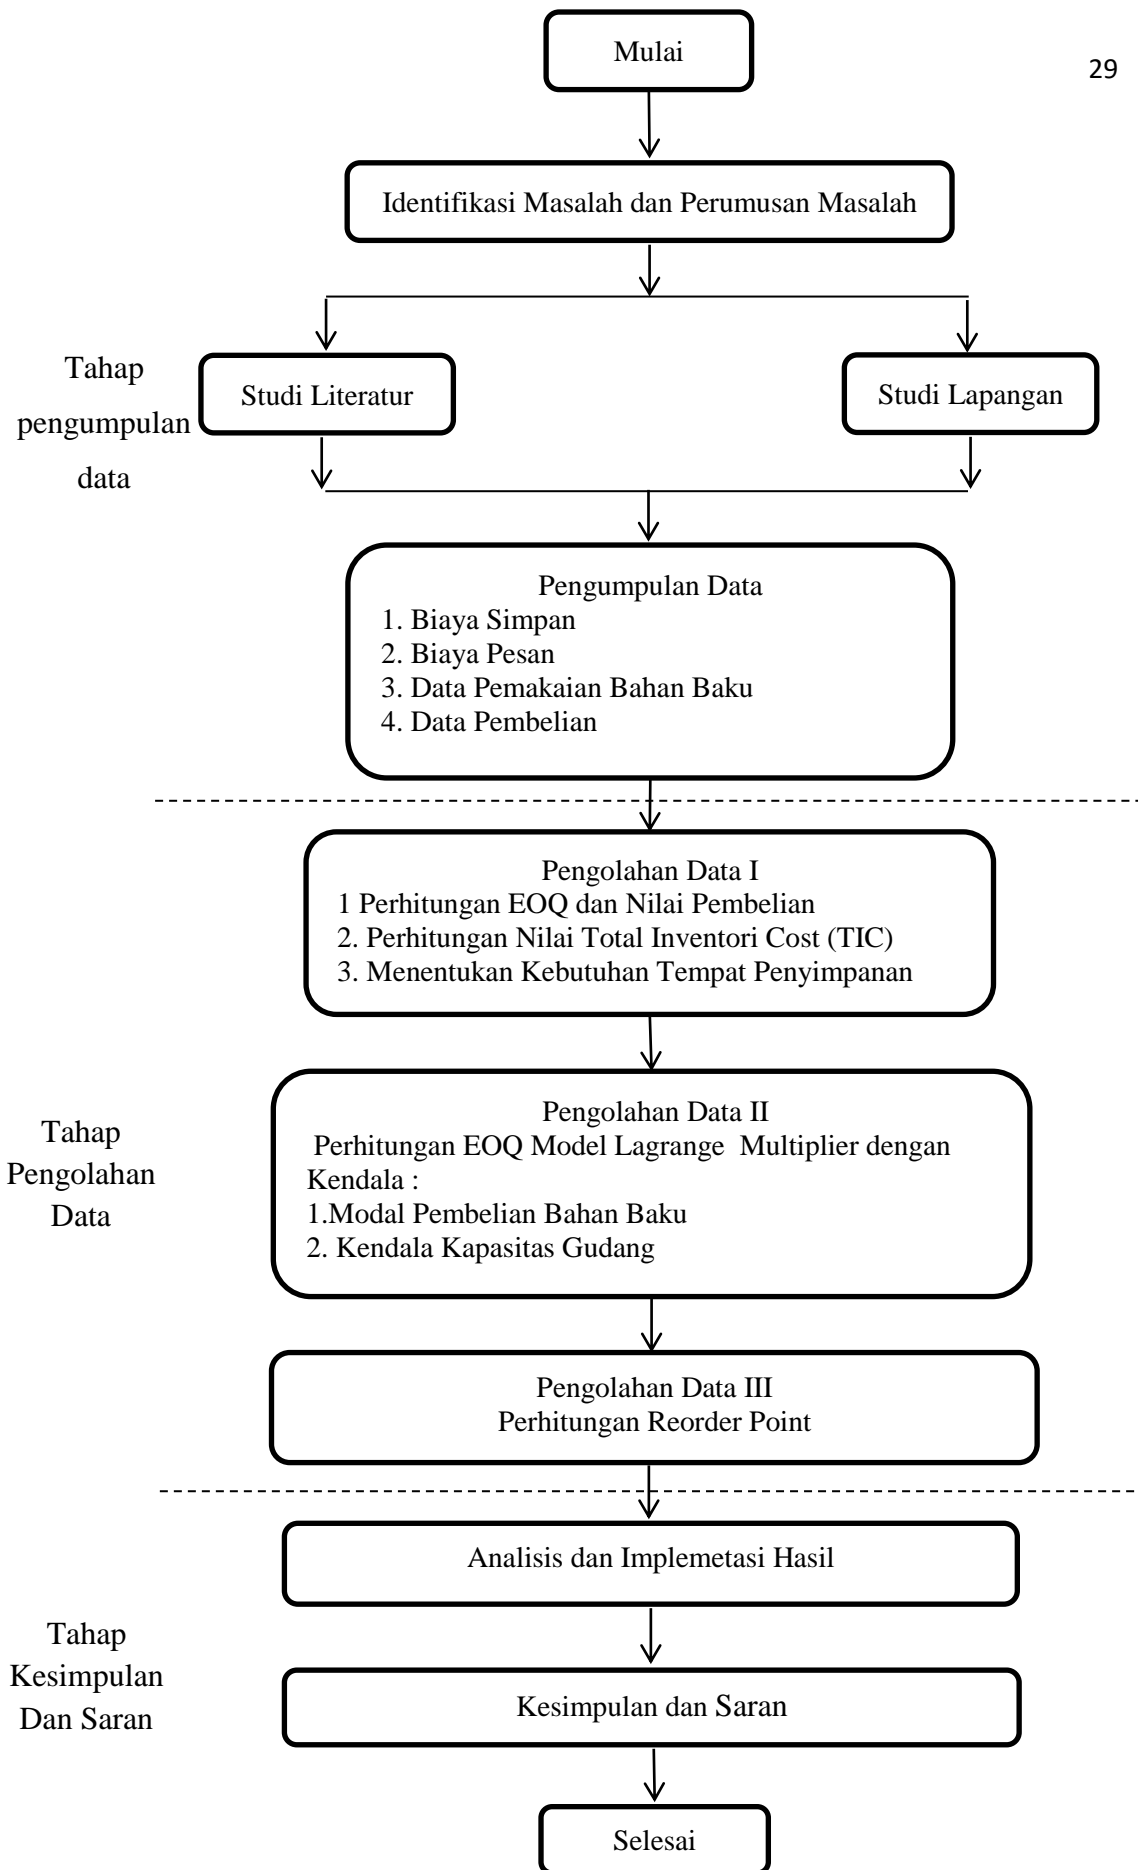 29
Mulai
Identifikasi Masalah dan Perumusan Masalah
Tahap
pengumpulan
data
Studi Literatur
Studi Lapangan
Pengumpulan Data
1. Biaya Simpan
2. Biaya Pesan
3. Data Pemakaian Bahan Baku
4. Data Pembelian
Pengolahan Data I
1 Perhitungan EOQ dan Nilai Pembelian
2. Perhitungan Nilai Total Inventori Cost (TIC)
3. Menentukan Kebutuhan Tempat Penyimpanan
Tahap
Pengolahan
Data
Pengolahan Data II
Perhitungan EOQ Model Lagrange  Multiplier dengan
Kendala :
1.Modal Pembelian Bahan Baku
2. Kendala Kapasitas Gudang
Pengolahan Data III
Perhitungan Reorder Point
Analisis dan Implemetasi Hasil
Tahap
Kesimpulan
Dan Saran
Kesimpulan dan Saran
Selesai